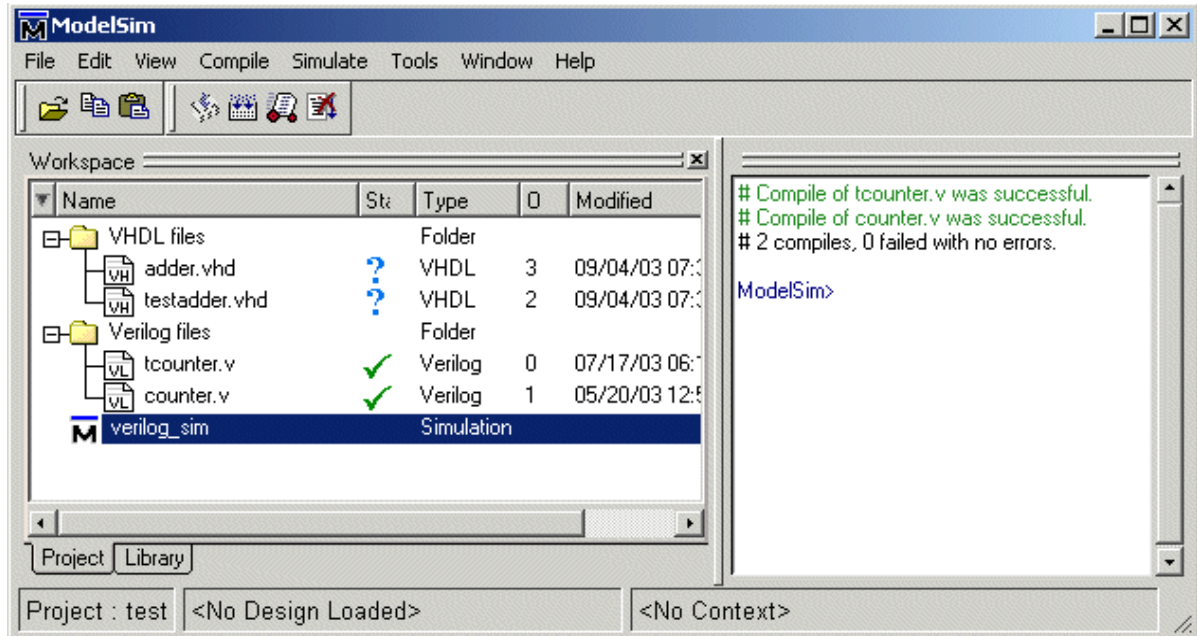 ModelSim
File Edit View Compile Simulate Tools Window Help
Workspace
Name Sta Type O Modified
VHDL files Folder
adder.vhd ? VHDL 3 09/04/03 07:3
testadder.vhd ? VHDL 2 09/04/03 07:3
Verilog files Folder
tcounter.v Verilog 0 07/17/03 06:1
counter.v Verilog 1 05/20/03 12:5
verilog_sim Simulation
Project Library
# Compile of tcounter.v was successful.
# Compile of counter.v was successful.
# 2 compiles, 0 failed with no errors.
ModelSim>
Project : test <No Design Loaded> <No Context>